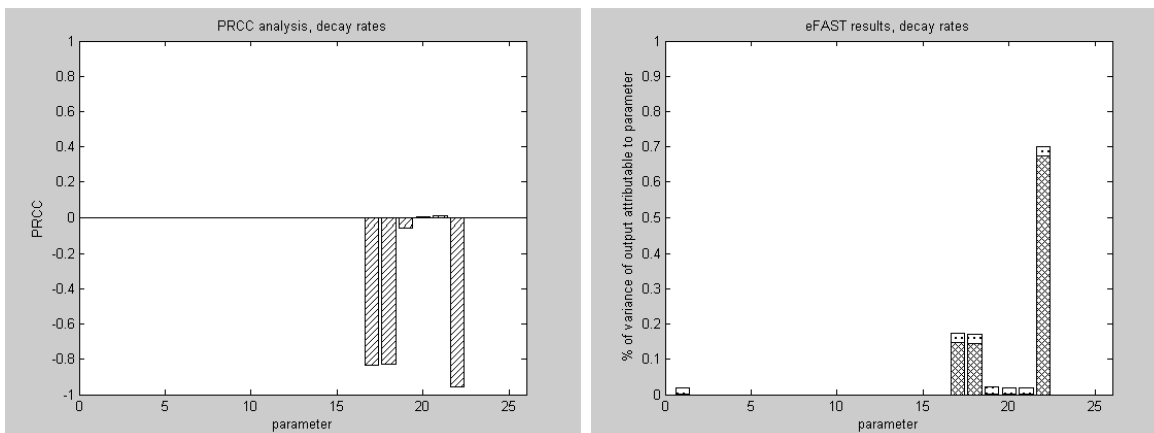 PRCC analysis, decay rates
1
0.8
0.6
0.4
0.2
0
-0.2
-0.4
-0.6
-0.8
-1
PRCC
0 5 10 15 20 25
parameter
eFAST results, decay rates
1
0.9
0.8
0.7
0.6
0.5
0.4
0.3
0.2
0.1
0
% of variance of output attributable to parameter
0 5 10 15 20 25
parameter